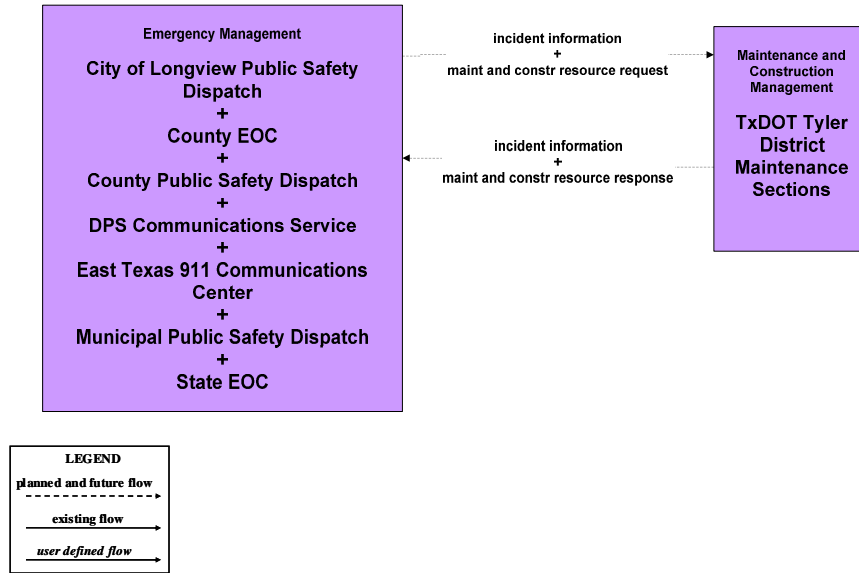 Emergency Management
City of Longview Public Safety
Dispatch
+
County EOC
+
County Public Safety Dispatch
+
DPS Communications Service
+
East Texas 911 Communications
Center
+
Municipal Public Safety Dispatch
+
State EOC
incident information
+
maint and constr resource request
incident information
+
maint and constr resource response
Maintenance and
Construction
Management
TxDOT Tyler
District
Maintenance
Sections
LEGEND
planned and future flow
existing flow
user defined flow